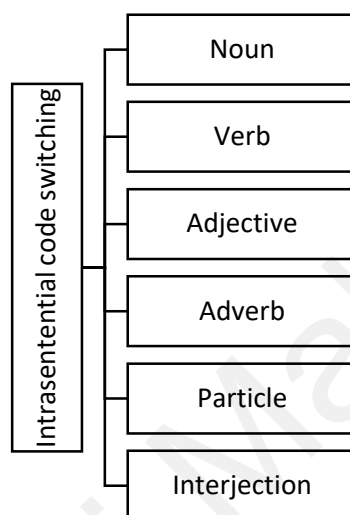 Intrasentential code switching
Noun
Verb
Adjective
Adverb
Particle
Interjection